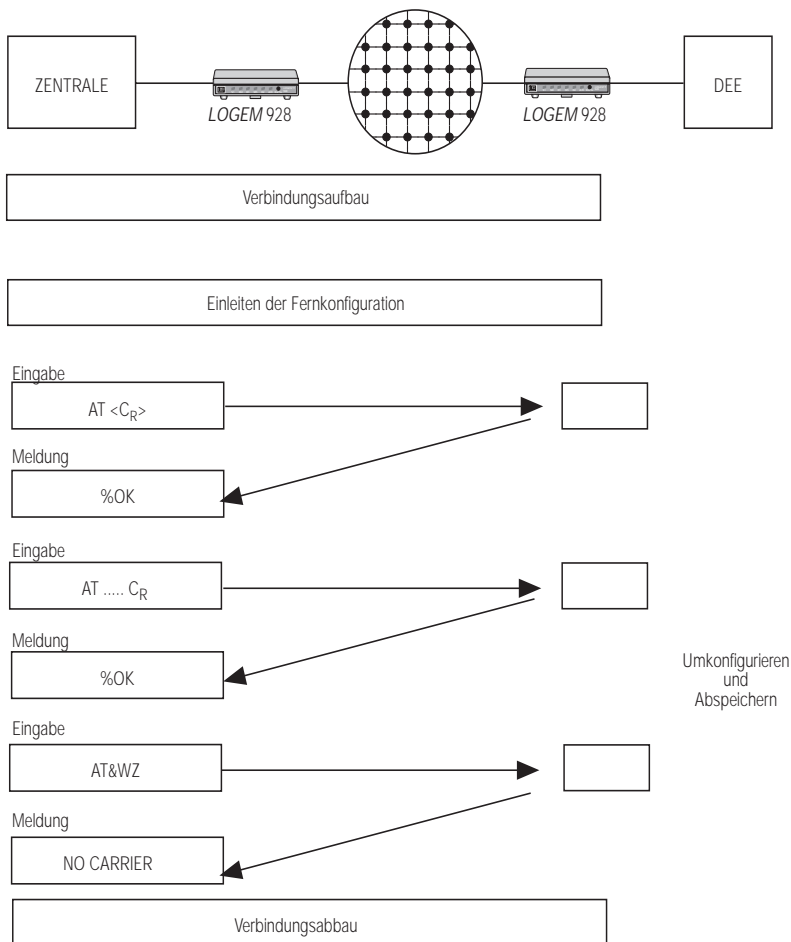 ZENTRALE
LOGEM 928
LOGEM 928
DEE
Verbindungsaufbau
Einleiten der Fernkonfiguration
Eingabe
AT <CR>
Meldung
%OK
Eingabe
AT ..... CR
Meldung
%OK
Umkonfigurieren
und
Abspeichern
Eingabe
AT&WZ
Meldung
NO CARRIER
Verbindungsabbau